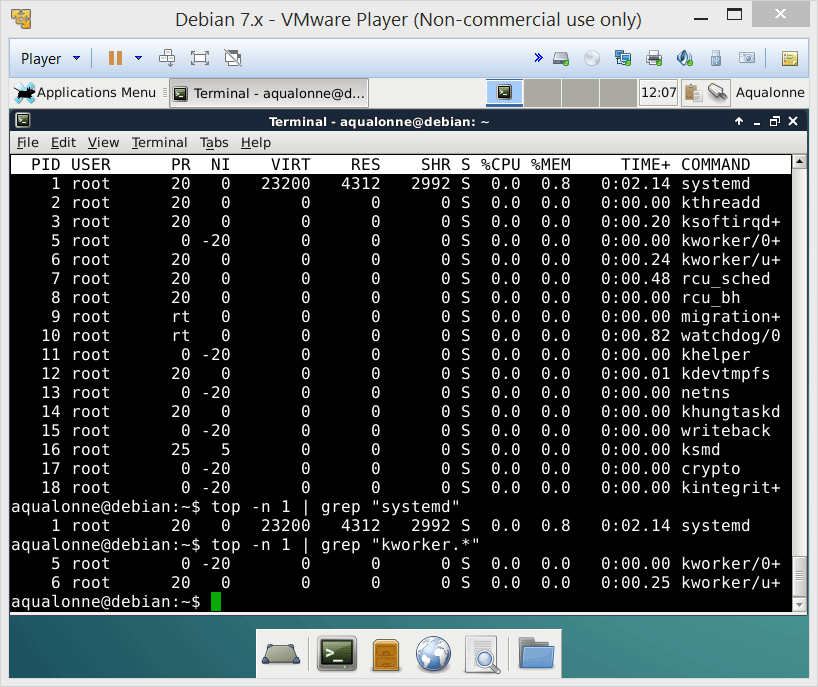 Debian 7.x - VMware Player (Non-commercial use only)
Player
Applications Menu
Terminal - aqualonne@d...
12:07
Aqualonne
Terminal - aqualonne@debian: ~
File Edit View Terminal Tabs Help
PID USER PR NI VIRT RES SHR S %CPU %MEM TIME+ COMMAND
1 root 20 0 23200 4312 2992 S 0.0 0.8 0:02.14 systemd
2 root 20 0 0 0 0 S 0.0 0.0 0:00.00 kthreadd
3 root 20 0 0 0 0 S 0.0 0.0 0:00.20 ksoftirqd+
5 root 0 -20 0 0 0 S 0.0 0.0 0:00.00 kworker/0+
6 root 20 0 0 0 0 S 0.0 0.0 0:00.24 kworker/u+
7 root 20 0 0 0 0 S 0.0 0.0 0:00.48 rcu_sched
8 root 20 0 0 0 0 S 0.0 0.0 0:00.00 rcu_bh
9 root rt 0 0 0 0 S 0.0 0.0 0:00.00 migration+
10 root rt 0 0 0 0 S 0.0 0.0 0:00.82 watchdog/0
11 root 0 -20 0 0 0 S 0.0 0.0 0:00.00 khelper
12 root 20 0 0 0 0 S 0.0 0.0 0:00.01 kdevtmpfs
13 root 0 -20 0 0 0 S 0.0 0.0 0:00.00 netns
14 root 20 0 0 0 0 S 0.0 0.0 0:00.00 khungtaskd
15 root 0 -20 0 0 0 S 0.0 0.0 0:00.00 writeback
16 root 25 5 0 0 0 S 0.0 0.0 0:00.00 ksmd
17 root 0 -20 0 0 0 S 0.0 0.0 0:00.00 crypto
18 root 0 -20 0 0 0 S 0.0 0.0 0:00.00 kintegrit+
aqualonne@debian:~$ top -n 1 | grep "systemd"
1 root 20 0 23200 4312 2992 S 0.0 0.8 0:02.14 systemd
aqualonne@debian:~$ top -n 1 | grep "kworker.*"
5 root 0 -20 0 0 0 S 0.0 0.0 0:00.00 kworker/0+
6 root 20 0 0 0 0 S 0.0 0.0 0:00.25 kworker/u+
aqualonne@debian:~$